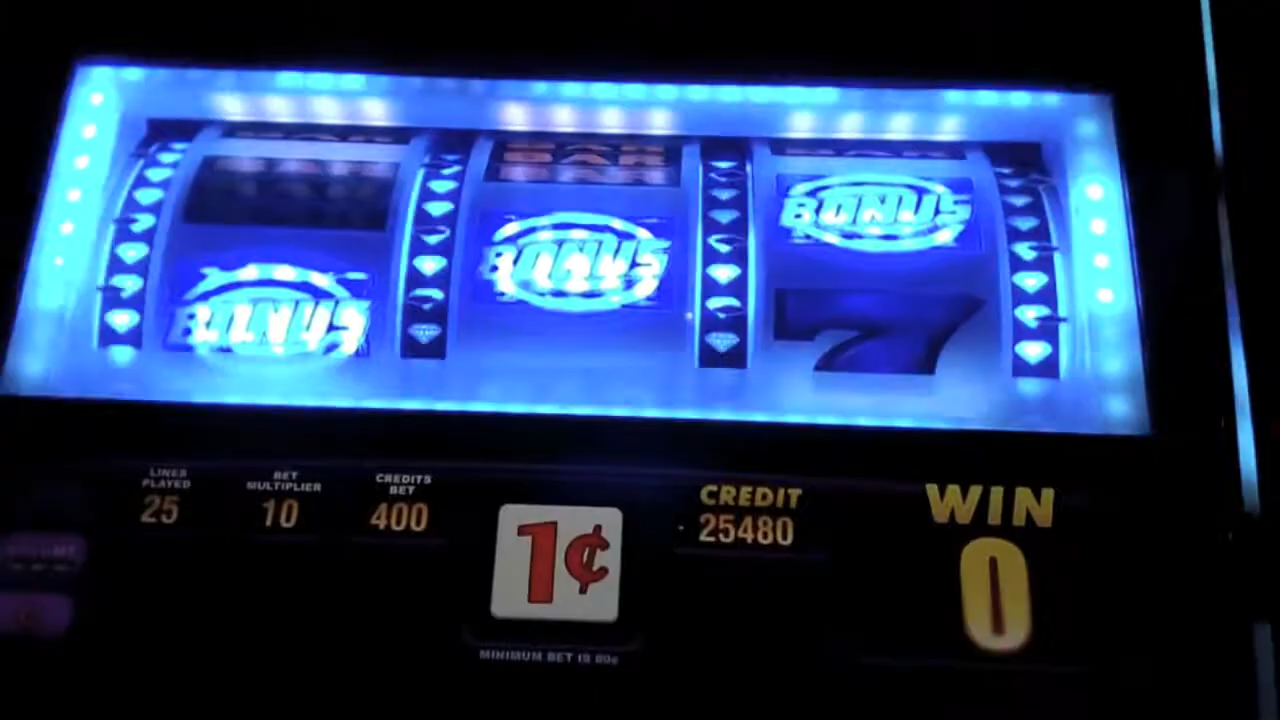 BAR
BAR
BONUS
BONUS
BONUS
7
LINES
PLAYED
25
BET
MULTIPLIER
10
CREDITS
BET
400
1¢
CREDIT
25480
WIN
0
MINIMUM BET IS 80¢